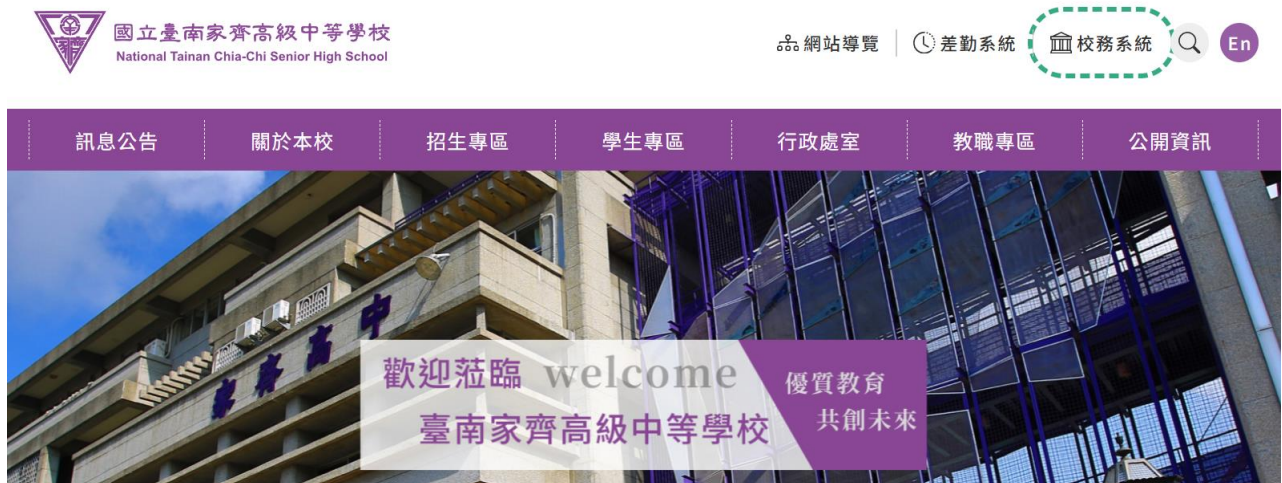 國立臺南家齊高級中等學校
National Tainan Chia-Chi Senior High School
網站導覽 差勤系統 校務系統 En
訊息公告 關於本校 招生專區 學生專區 行政處室 教職專區 公開資訊
家齊高中
歡迎蒞臨 welcome
臺南家齊高級中等學校
優質教育
共創未來